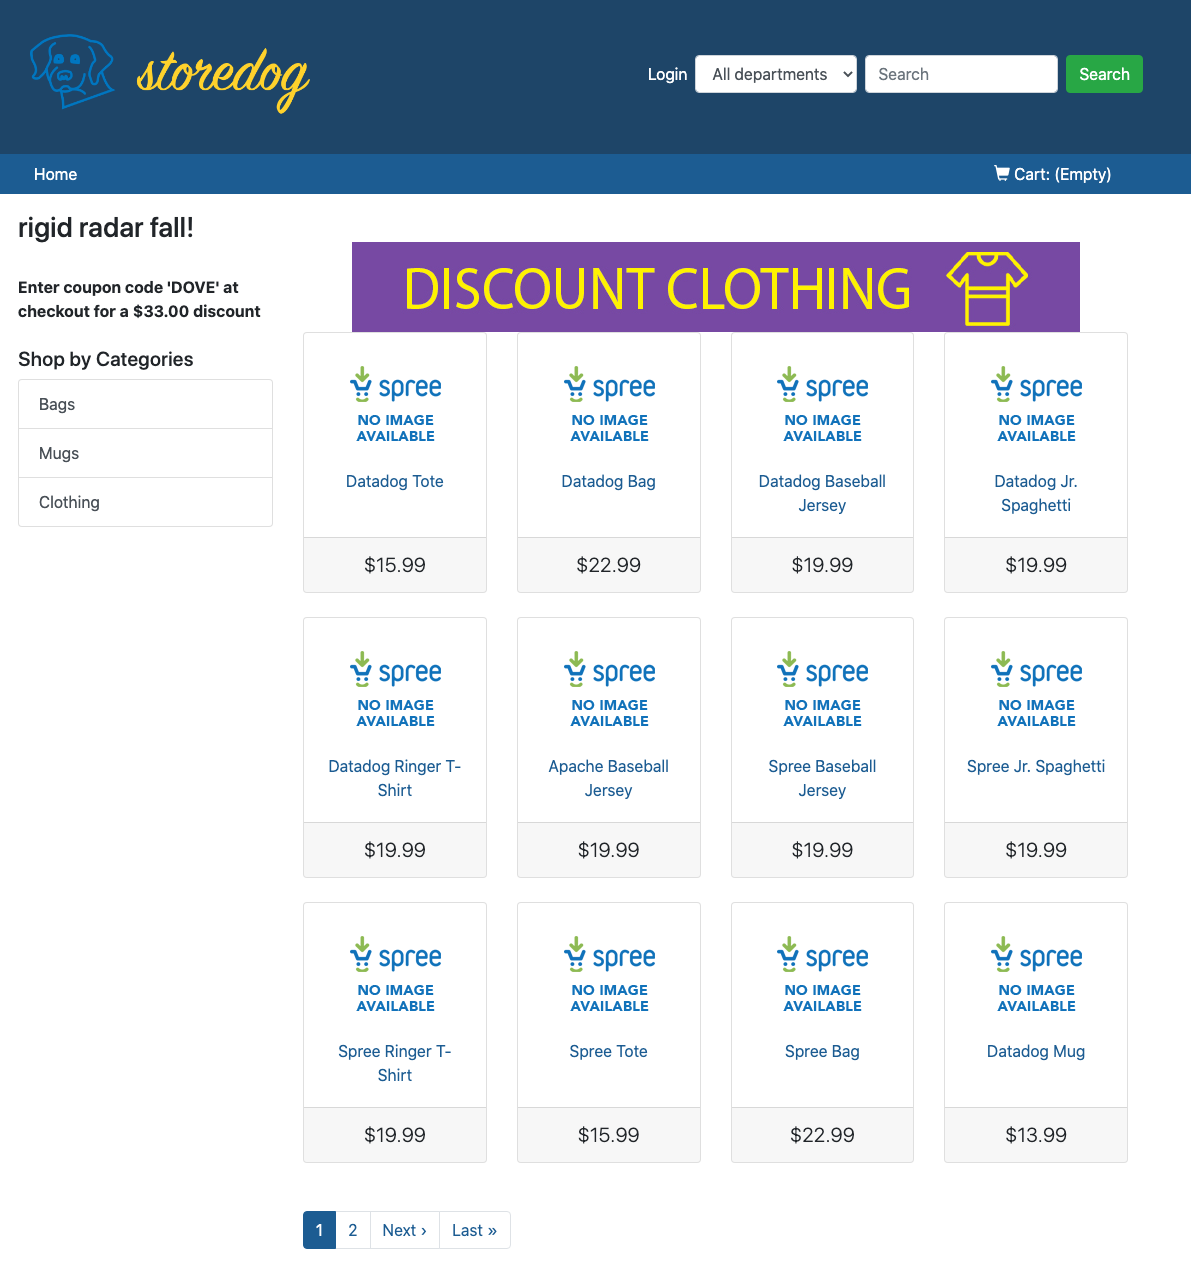 storedog
Login All departments Search Search
Home Cart: (Empty)
rigid radar fall!
Enter coupon code 'DOVE' at
checkout for a $33.00 discount
Shop by Categories
Bags
Mugs
Clothing
DISCOUNT CLOTHING
spree
NO IMAGE
AVAILABLE
Datadog Tote
$15.99
spree
NO IMAGE
AVAILABLE
Datadog Bag
$22.99
spree
NO IMAGE
AVAILABLE
Datadog Baseball
Jersey
$19.99
spree
NO IMAGE
AVAILABLE
Datadog Jr.
Spaghetti
$19.99
spree
NO IMAGE
AVAILABLE
Datadog Ringer T-
Shirt
$19.99
spree
NO IMAGE
AVAILABLE
Apache Baseball
Jersey
$19.99
spree
NO IMAGE
AVAILABLE
Spree Baseball
Jersey
$19.99
spree
NO IMAGE
AVAILABLE
Spree Jr. Spaghetti
$19.99
spree
NO IMAGE
AVAILABLE
Spree Ringer T-
Shirt
$19.99
spree
NO IMAGE
AVAILABLE
Spree Tote
$15.99
spree
NO IMAGE
AVAILABLE
Spree Bag
$22.99
spree
NO IMAGE
AVAILABLE
Datadog Mug
$13.99
1 2 Next › Last »